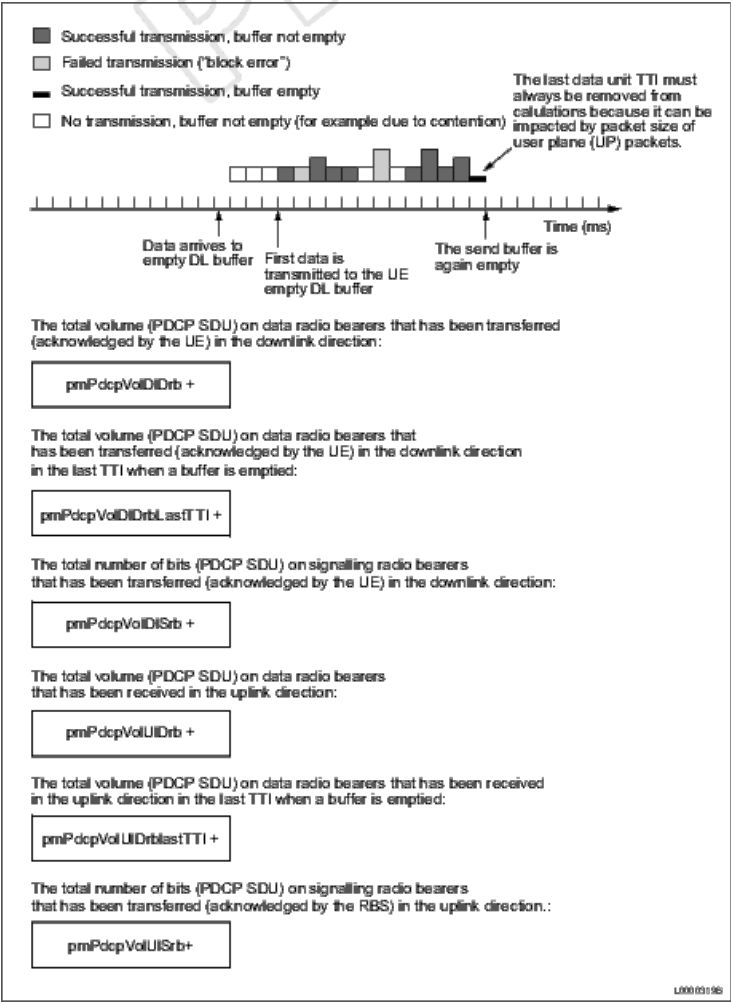 Successful transmission, buffer not empty
Failed transmission ("block error")
Successful transmission, buffer empty
No transmission, buffer not empty (for example due to contention)
The last data unit TTI must
always be removed from
calulations because it can be
impacted by packet size of
user plane (UP) packets.
Time (ms)
Data arrives to
empty DL buffer
First data is
transmitted to the UE
empty DL buffer
The send buffer is
again empty
The total volume (PDCP SDU) on data radio bearers that has been transferred
(acknowledged by the UE) in the downlink direction:
pmPdcpVolDlDrb +
The total volume (PDCP SDU) on data radio bearers that
has been transferred (acknowledged by the UE) in the downlink direction
in the last TTI when a buffer is emptied:
pmPdcpVolDlDrbLastTTI +
The total number of bits (PDCP SDU) on signalling radio bearers
that has been transferred (acknowledged by the UE) in the downlink direction:
pmPdcpVolDlSrb +
The total volume (PDCP SDU) on data radio bearers
that has been received in the uplink direction:
pmPdcpVolUlDrb +
The total volume (PDCP SDU) on data radio bearers that has been received
in the uplink direction in the last TTI when a buffer is emptied:
pmPdcpVolUlDrblastTTI +
The total number of bits (PDCP SDU) on signalling radio bearers
that has been transferred (acknowledged by the RBS) in the uplink direction.:
pmPdcpVolUlSrb+